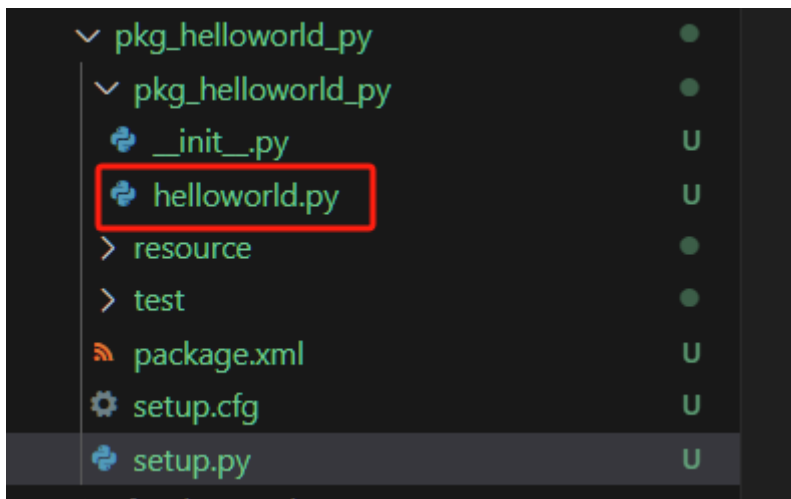 pkg_helloworld_py
pkg_helloworld_py
__init__.py U
helloworld.py U
resource
test
package.xml U
setup.cfg U
setup.py U